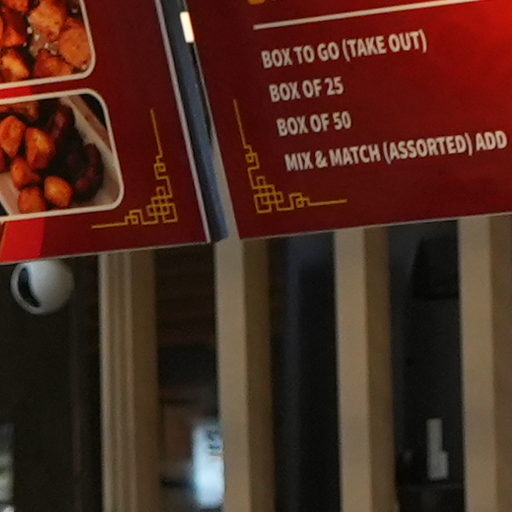 BOX TO GO (TAKE OUT)
BOX OF 25
BOX OF 50
MIX & MATCH (ASSORTED) ADD